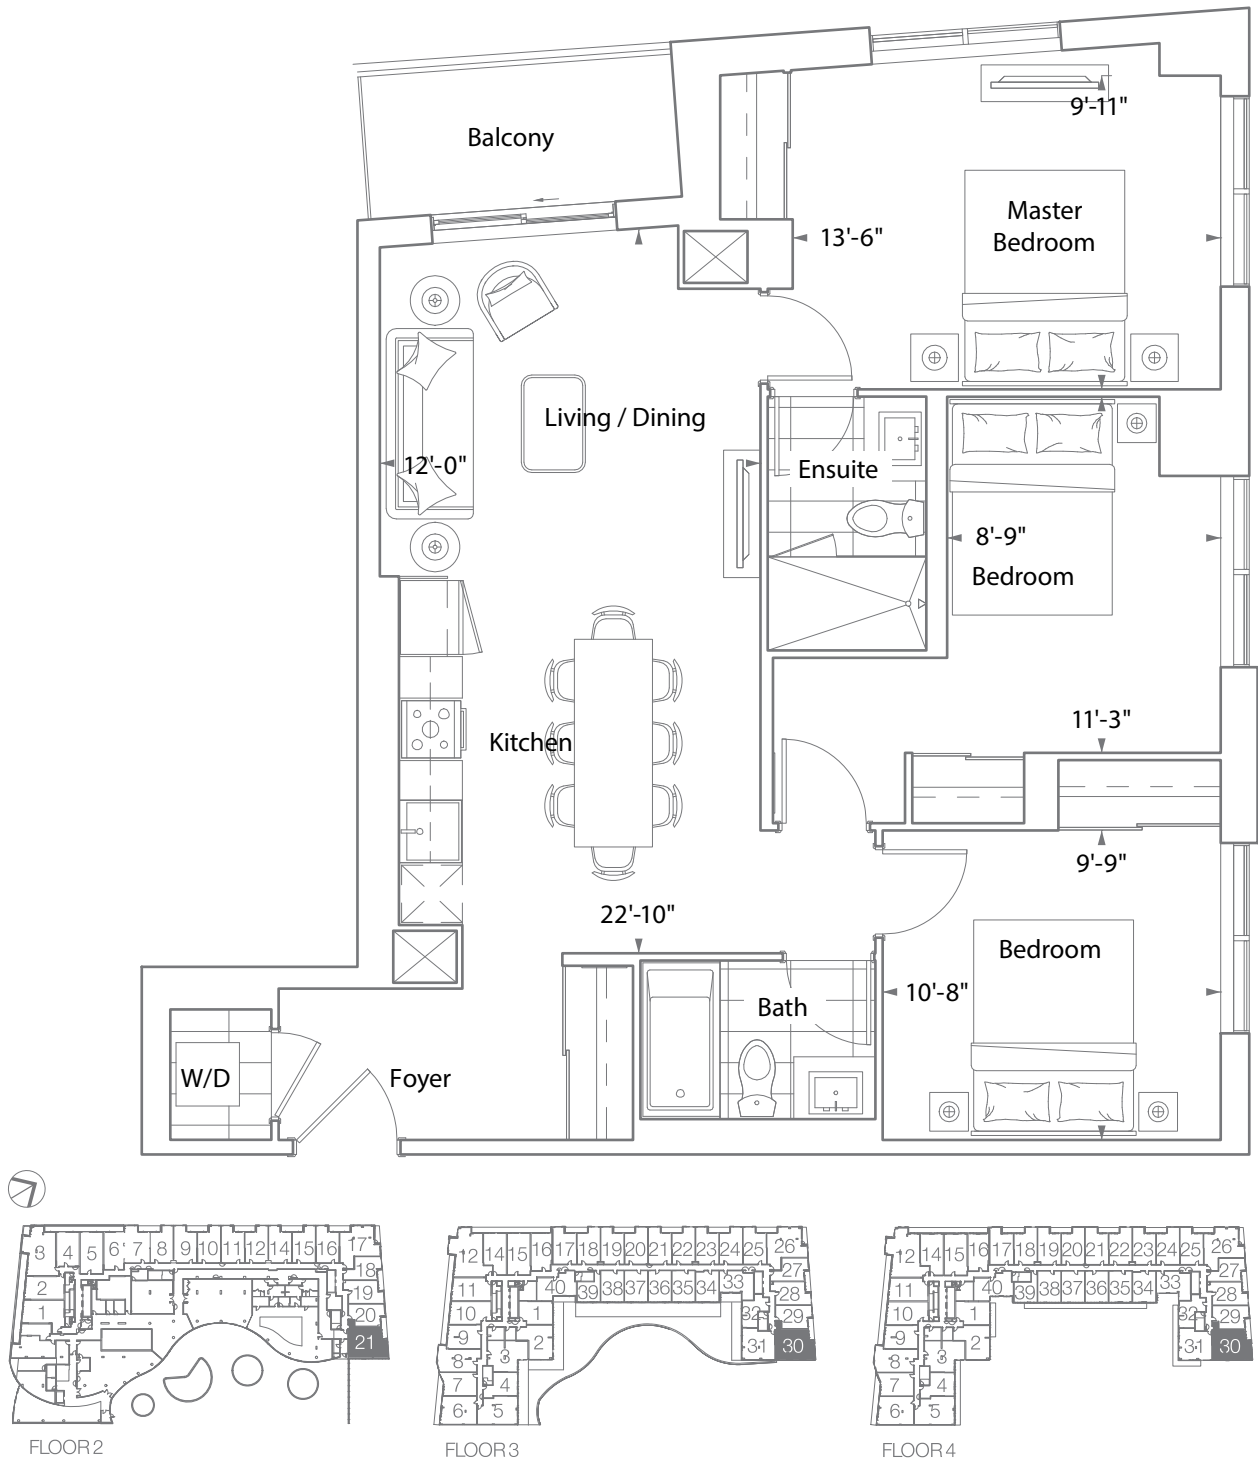 Balcony
9'-11"
Master
Bedroom
13'-6"
Living / Dining
12'-0"
Ensuite
8'-9"
Bedroom
11'-3"
Kitchen
9'-9"
22'-10"
Bedroom
10'-8"
Bath
W/D
Foyer
3 4 5 6 7 8 9 10 11 12 14 15 16 17
18
2
19
1
20
21
FLOOR 2
12 14 15 16 17 18 19 20 21 22 23 24 25 26
27
11 40 39 38 37 36 35 34 33 28
10 1 32 29
9 2 31 30
8 3
7 4
6 5
FLOOR 3
12 14 15 16 17 18 19 20 21 22 23 24 25 26
27
11 40 39 38 37 36 35 34 33 28
10 1 32 29
9 2 31 30
8 3
7 4
6 5
FLOOR 4